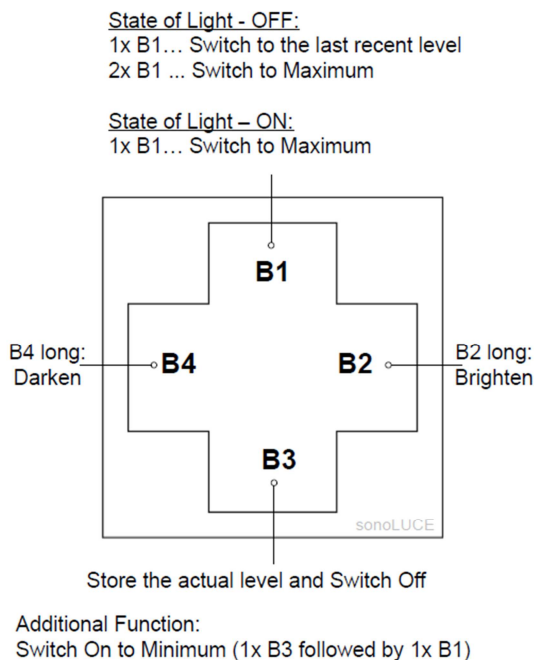 State of Light - OFF:
1x B1… Switch to the last recent level
2x B1 ... Switch to Maximum
State of Light – ON:
1x B1… Switch to Maximum
B1
B4 long:
Darken
B4
B2
B2 long:
Brighten
B3
sonoLUCE
Store the actual level and Switch Off
Additional Function:
Switch On to Minimum (1x B3 followed by 1x B1)